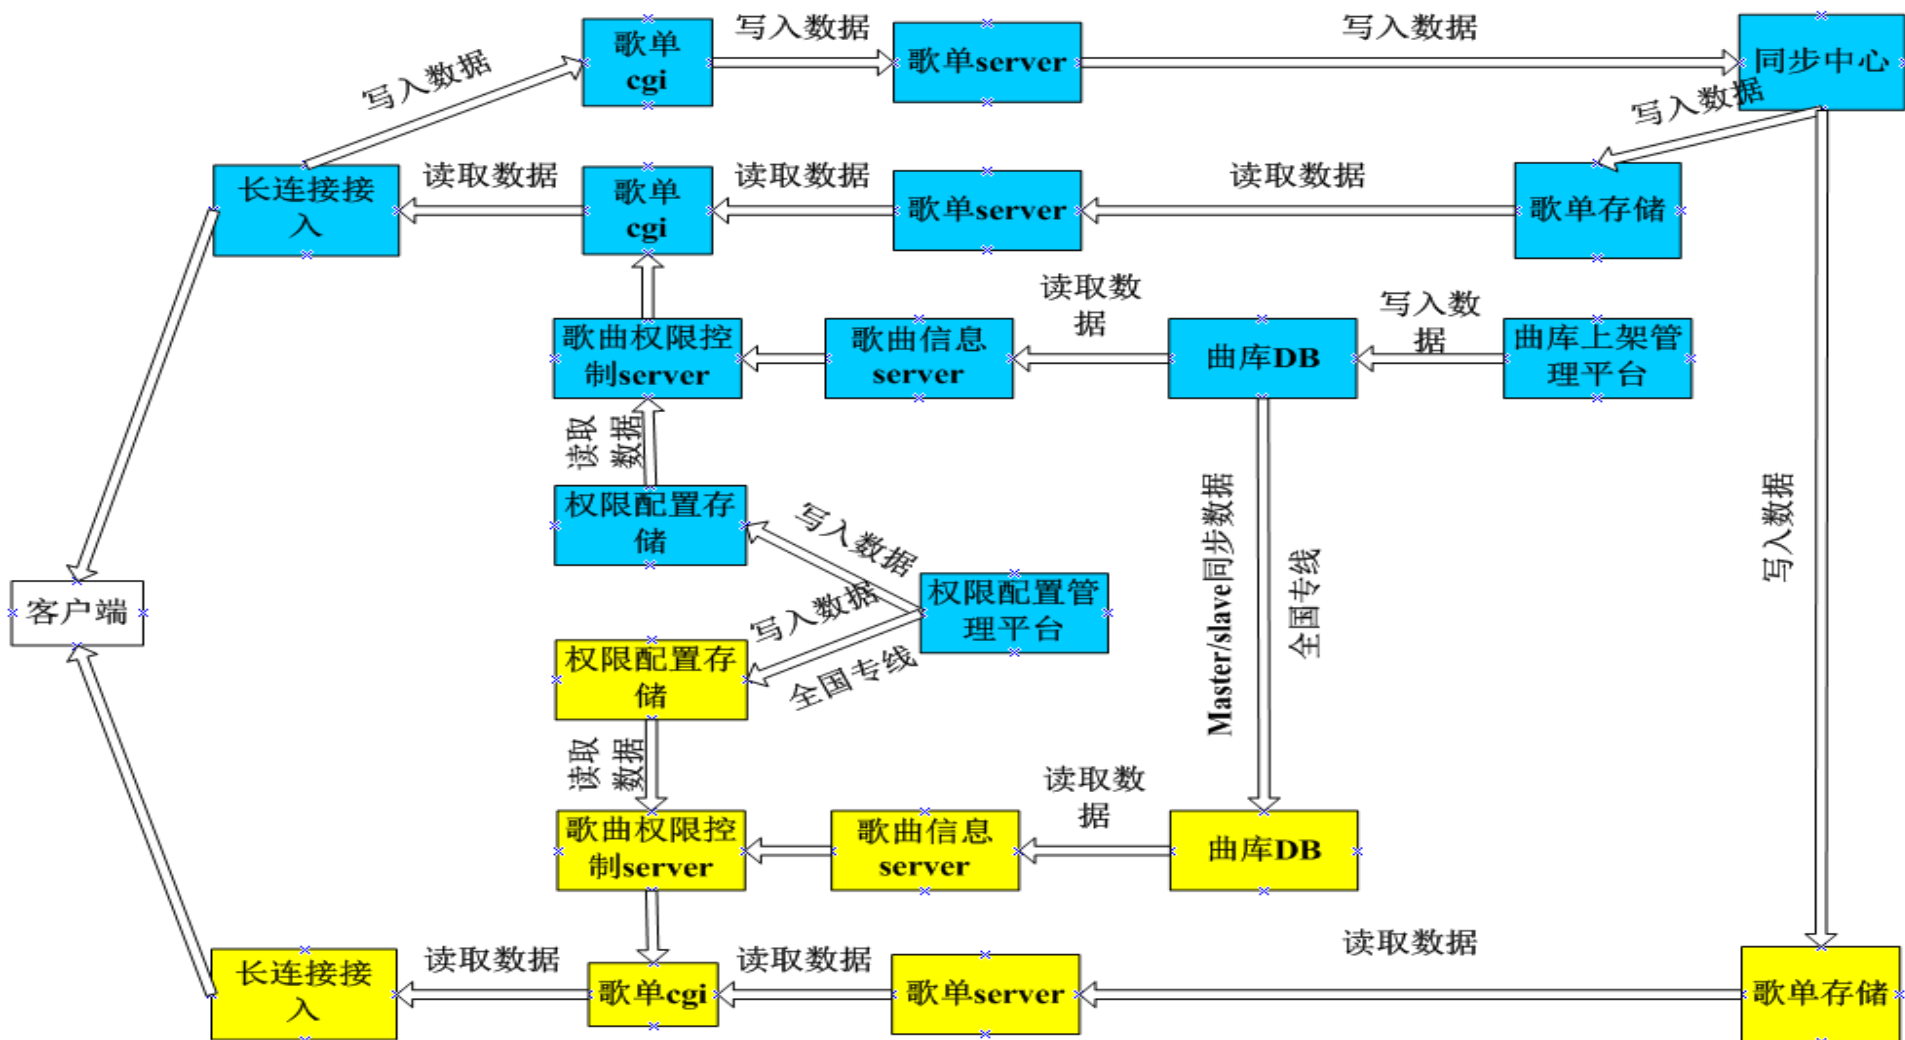 歌单
cgi
写入数据
歌单server
写入数据
同步中心
写入数据
写入数据
长连接接
入
读取数据
歌单
cgi
读取数据
歌单server
读取数据
歌单存储
歌曲权限控
制server
歌曲信息
server
读取数
据
曲库DB
写入数
据
曲库上架管
理平台
读取
数据
权限配置存
储
写入数据
权限配置管
理平台
写入数据
全国专线
Master/slave同步数据
全国专线
写入数据
客户端
权限配置存
储
读取
数据
歌曲权限控
制server
歌曲信息
server
读取数
据
曲库DB
长连接接
入
读取数据
歌单cgi
读取数据
歌单server
读取数据
歌单存储